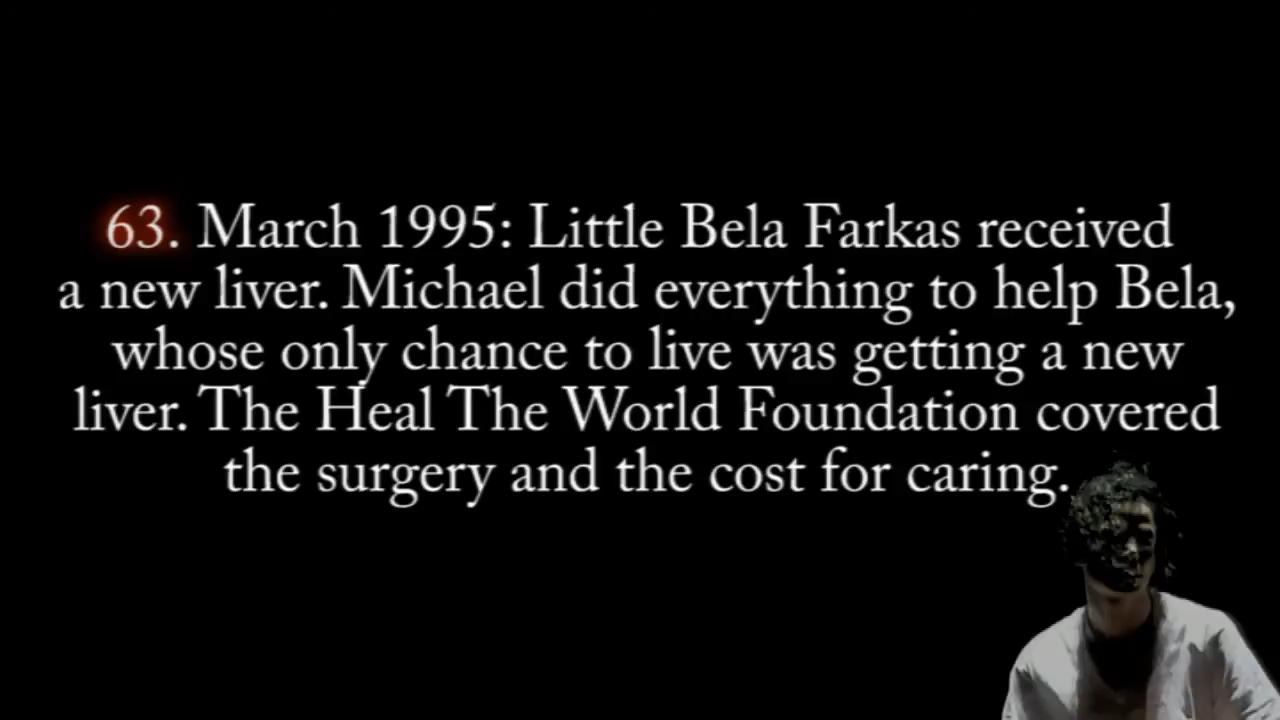 63. March 1995: Little Bela Farkas received
a new liver. Michael did everything to help Bela,
whose only chance to live was getting a new
liver. The Heal The World Foundation covered
the surgery and the cost for caring.